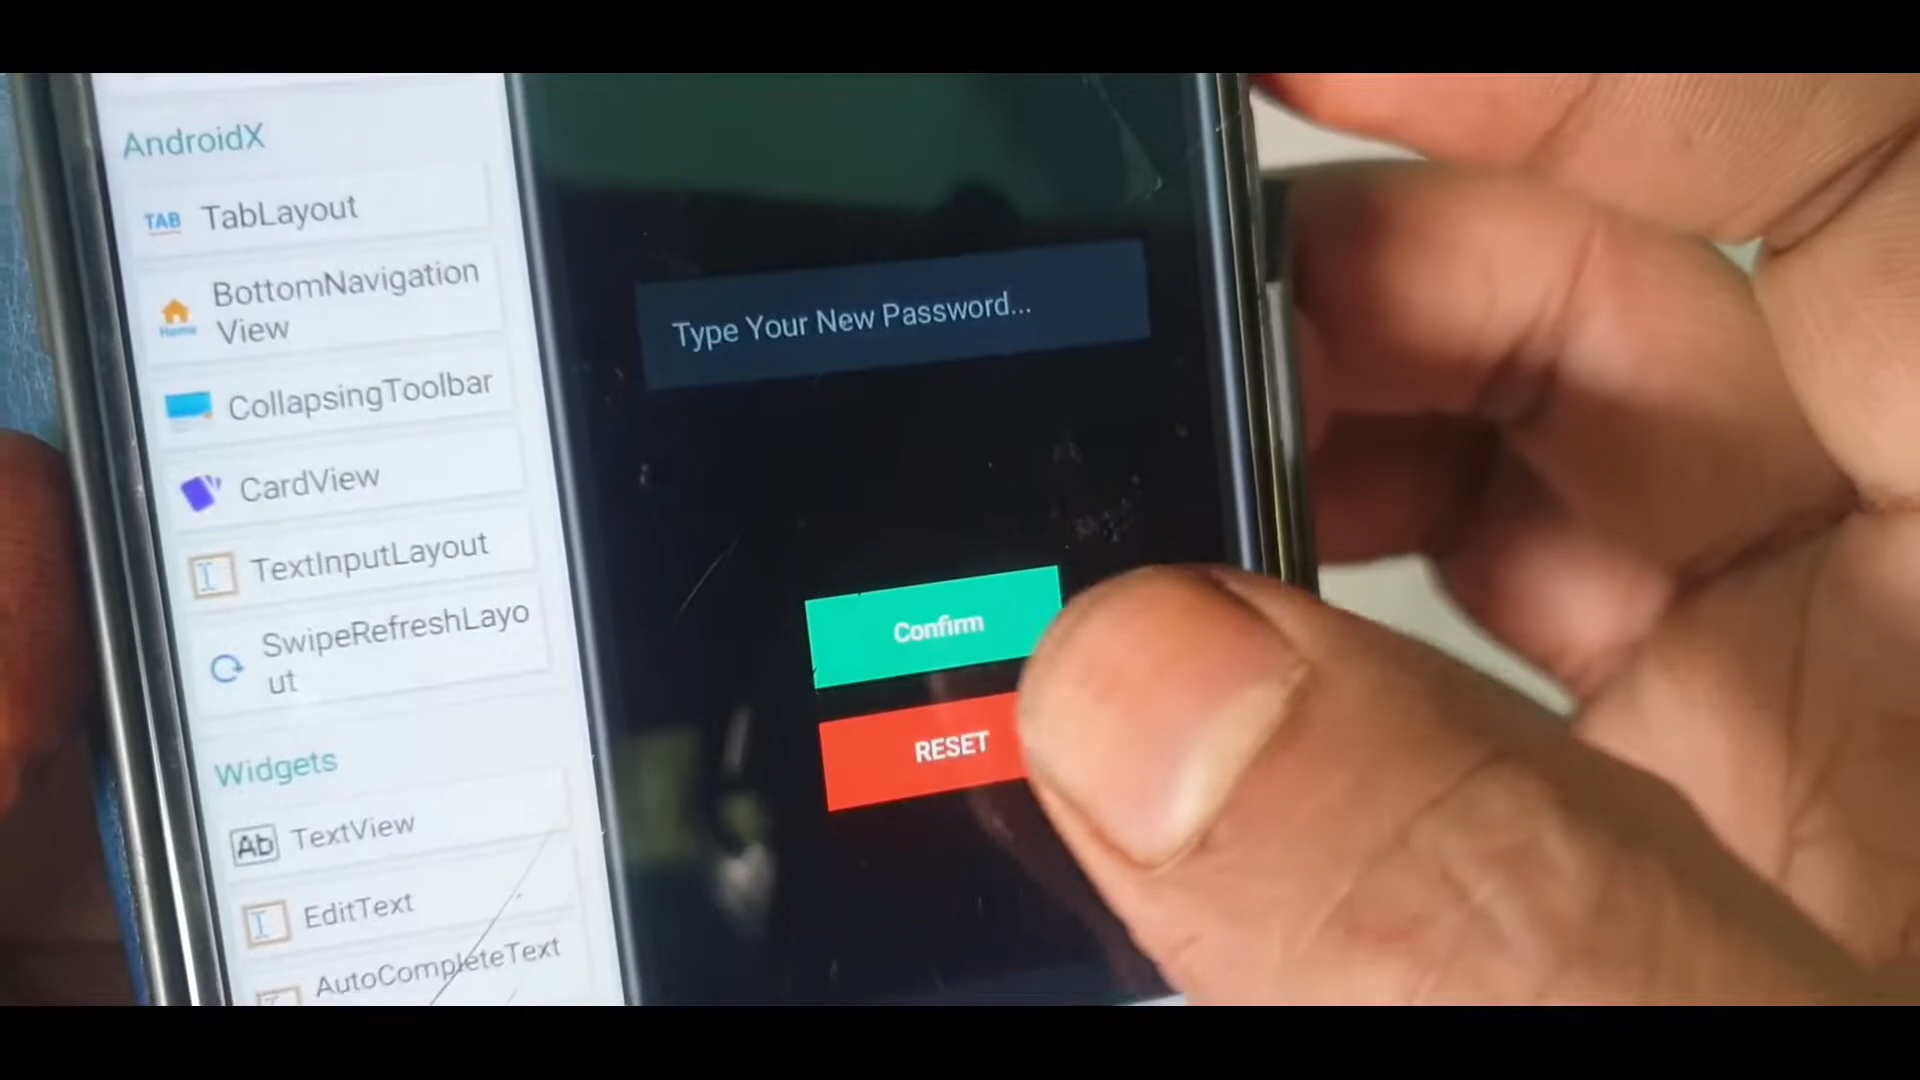 AndroidX
TAB TabLayout
Home
BottomNavigation
View
CollapsingToolbar
CardView
TextInputLayout
SwipeRefreshLayo
ut
Widgets
Ab TextView
EditText
AutoCompleteText
Type Your New Password...
Confirm
RESET